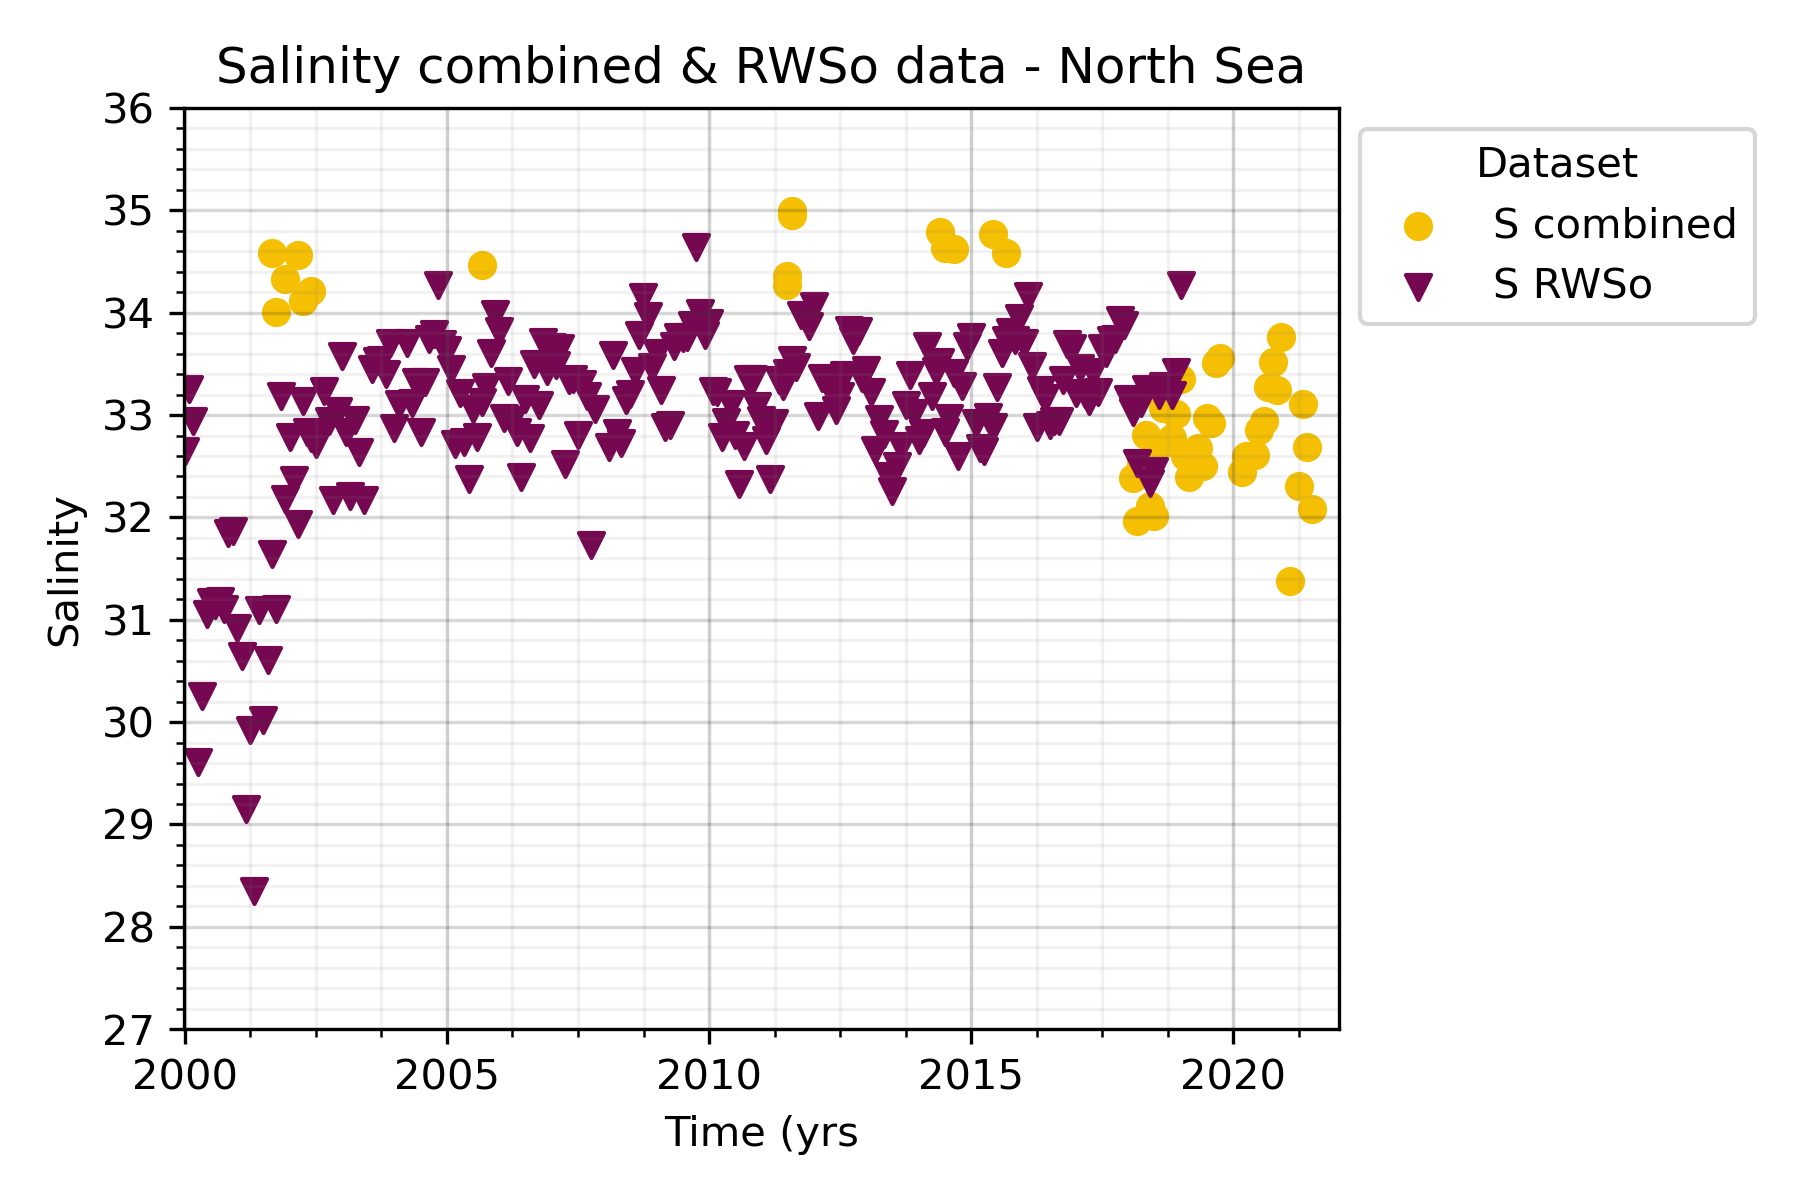 Salinity combined & RWSo data - North Sea
36
35
34
33
32
31
30
29
28
27
Salinity
2000 2005 2010 2015 2020
Time (yrs
Dataset
S combined
S RWSo